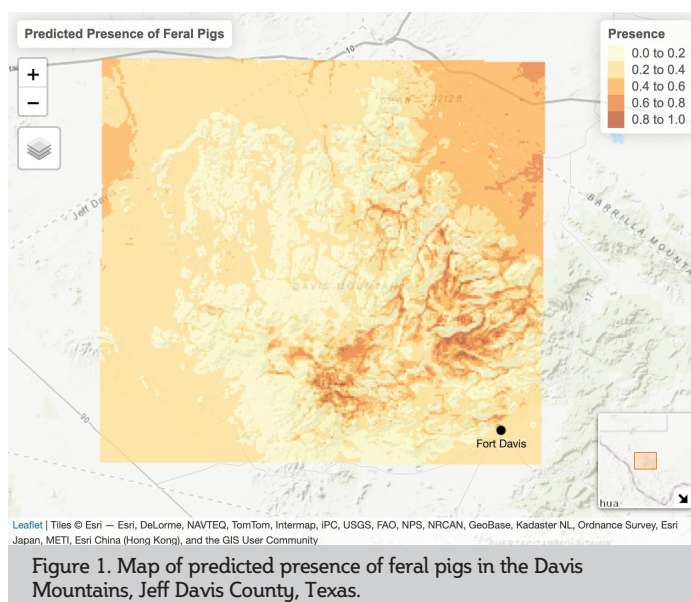 Predicted Presence of Feral Pigs
Presence
0.0 to 0.2
0.2 to 0.4
0.4 to 0.6
0.6 to 0.8
0.8 to 1.0
+
−
10
Jeff Da
BARRILLA MOUNTA
DAVIS MOUNTAI
17
90
Fort Davis
hua
Leaflet | Tiles © Esri — Esri, DeLorme, NAVTEQ, TomTom, Intermap, iPC, USGS, FAO, NPS, NRCAN, GeoBase, Kadaster NL, Ordnance Survey, Esri
Japan, METI, Esri China (Hong Kong), and the GIS User Community
Figure 1. Map of predicted presence of feral pigs in the Davis
Mountains, Jeff Davis County, Texas.